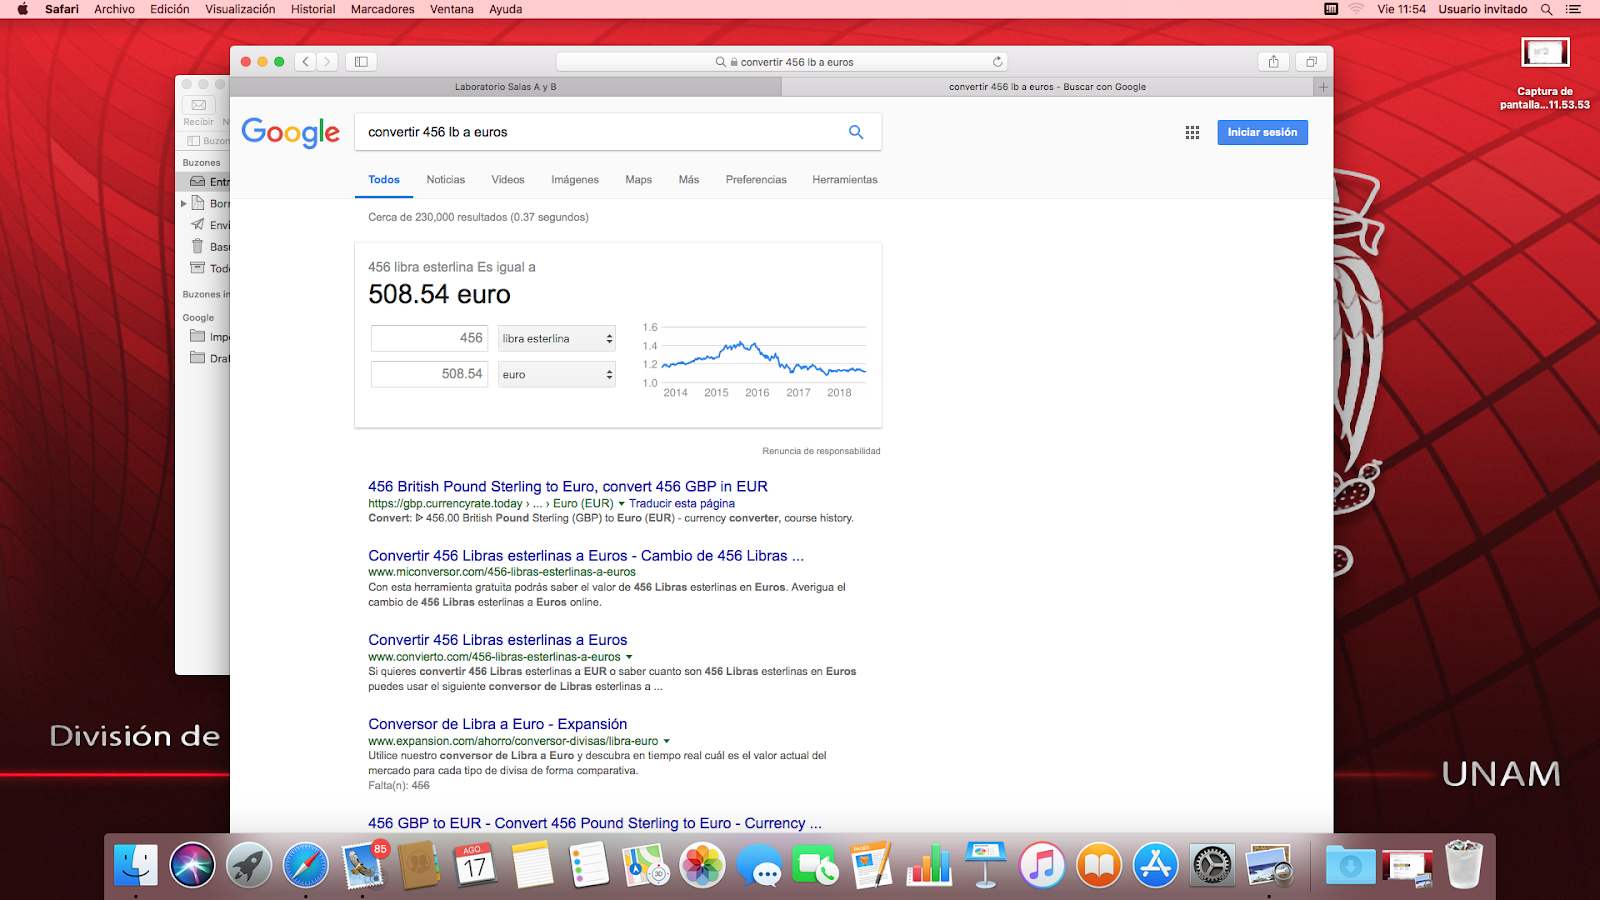 Safari Archivo Edición Visualización Historial Marcadores Ventana Ayuda Vie 11:54 Usuario invitado
convertir 456 lb a euros
Laboratorio Salas A y B convertir 456 lb a euros - Buscar con Google
Captura de
pantalla...11.53.53
Recibir N
Buzon
Buzones
Entr
Borr
Envi
Basu
Todo
Buzones in
Google
Impo
Draf
Google convertir 456 lb a euros Iniciar sesión
Todos Noticias Videos Imágenes Maps Más Preferencias Herramientas
Cerca de 230,000 resultados (0.37 segundos)
456 libra esterlina Es igual a
508.54 euro
456 libra esterlina
508.54 euro
1.6
1.4
1.2
1.0
2014 2015 2016 2017 2018
Renuncia de responsabilidad
456 British Pound Sterling to Euro, convert 456 GBP in EUR
https://gbp.currencyrate.today › ... › Euro (EUR) ▼ Traducir esta página
Convert: ᐅ 456.00 British Pound Sterling (GBP) to Euro (EUR) - currency converter, course history.
Convertir 456 Libras esterlinas a Euros - Cambio de 456 Libras ...
www.miconversor.com/456-libras-esterlinas-a-euros
Con esta herramienta gratuita podrás saber el valor de 456 Libras esterlinas en Euros. Averigua el
cambio de 456 Libras esterlinas a Euros online.
Convertir 456 Libras esterlinas a Euros
www.convierto.com/456-libras-esterlinas-a-euros ▼
Si quieres convertir 456 Libras esterlinas a EUR o saber cuanto son 456 Libras esterlinas en Euros
puedes usar el siguiente conversor de Libras esterlinas a ...
Conversor de Libra a Euro - Expansión
www.expansion.com/ahorro/conversor-divisas/libra-euro ▼
Utilice nuestro conversor de Libra a Euro y descubra en tiempo real cuál es el valor actual del
mercado para cada tipo de divisa de forma comparativa.
Falta(n): 456
456 GBP to EUR - Convert 456 Pound Sterling to Euro - Currency ...
División de
UNAM
85
AGO.
17
3D
PAGES